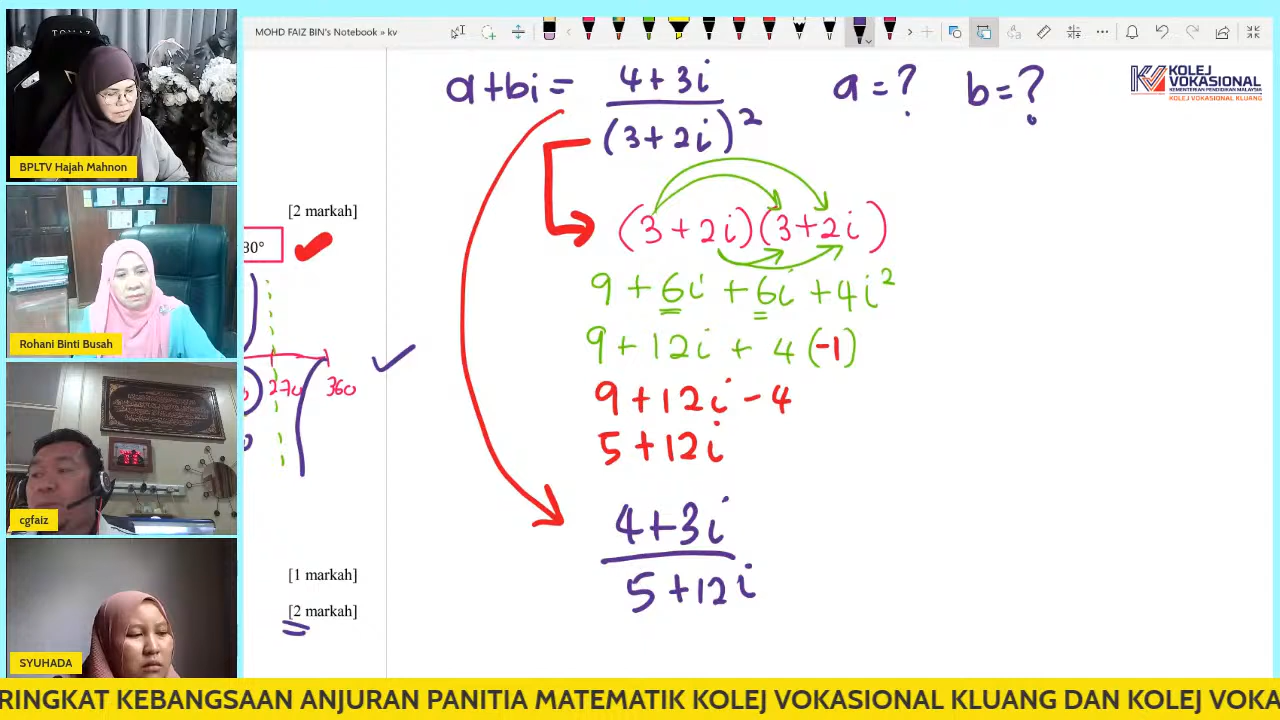 TOMAZ
BPLTV Hajah Mahnon
Rohani Binti Busah
cgfaiz
SYUHADA
MOHD FAIZ BIN's Notebook » kv
KOLEJ
VOKASIONAL
KEMENTERIAN PENDIDIKAN MALAYSIA
KOLEJ VOKASIONAL KLUANG
[2 markah]
30°
270 360
[1 markah]
[2 markah]
a+bi = (4+3i)/(3+2i)² a=? b=?
(3+2i)(3+2i)
9+6i+6i+4i²
9+12i+4(-1)
9+12i-4
5+12i
4+3i
5+12i
RINGKAT KEBANGSAAN ANJURAN PANITIA MATEMATIK KOLEJ VOKASIONAL KLUANG DAN KOLEJ VOKA